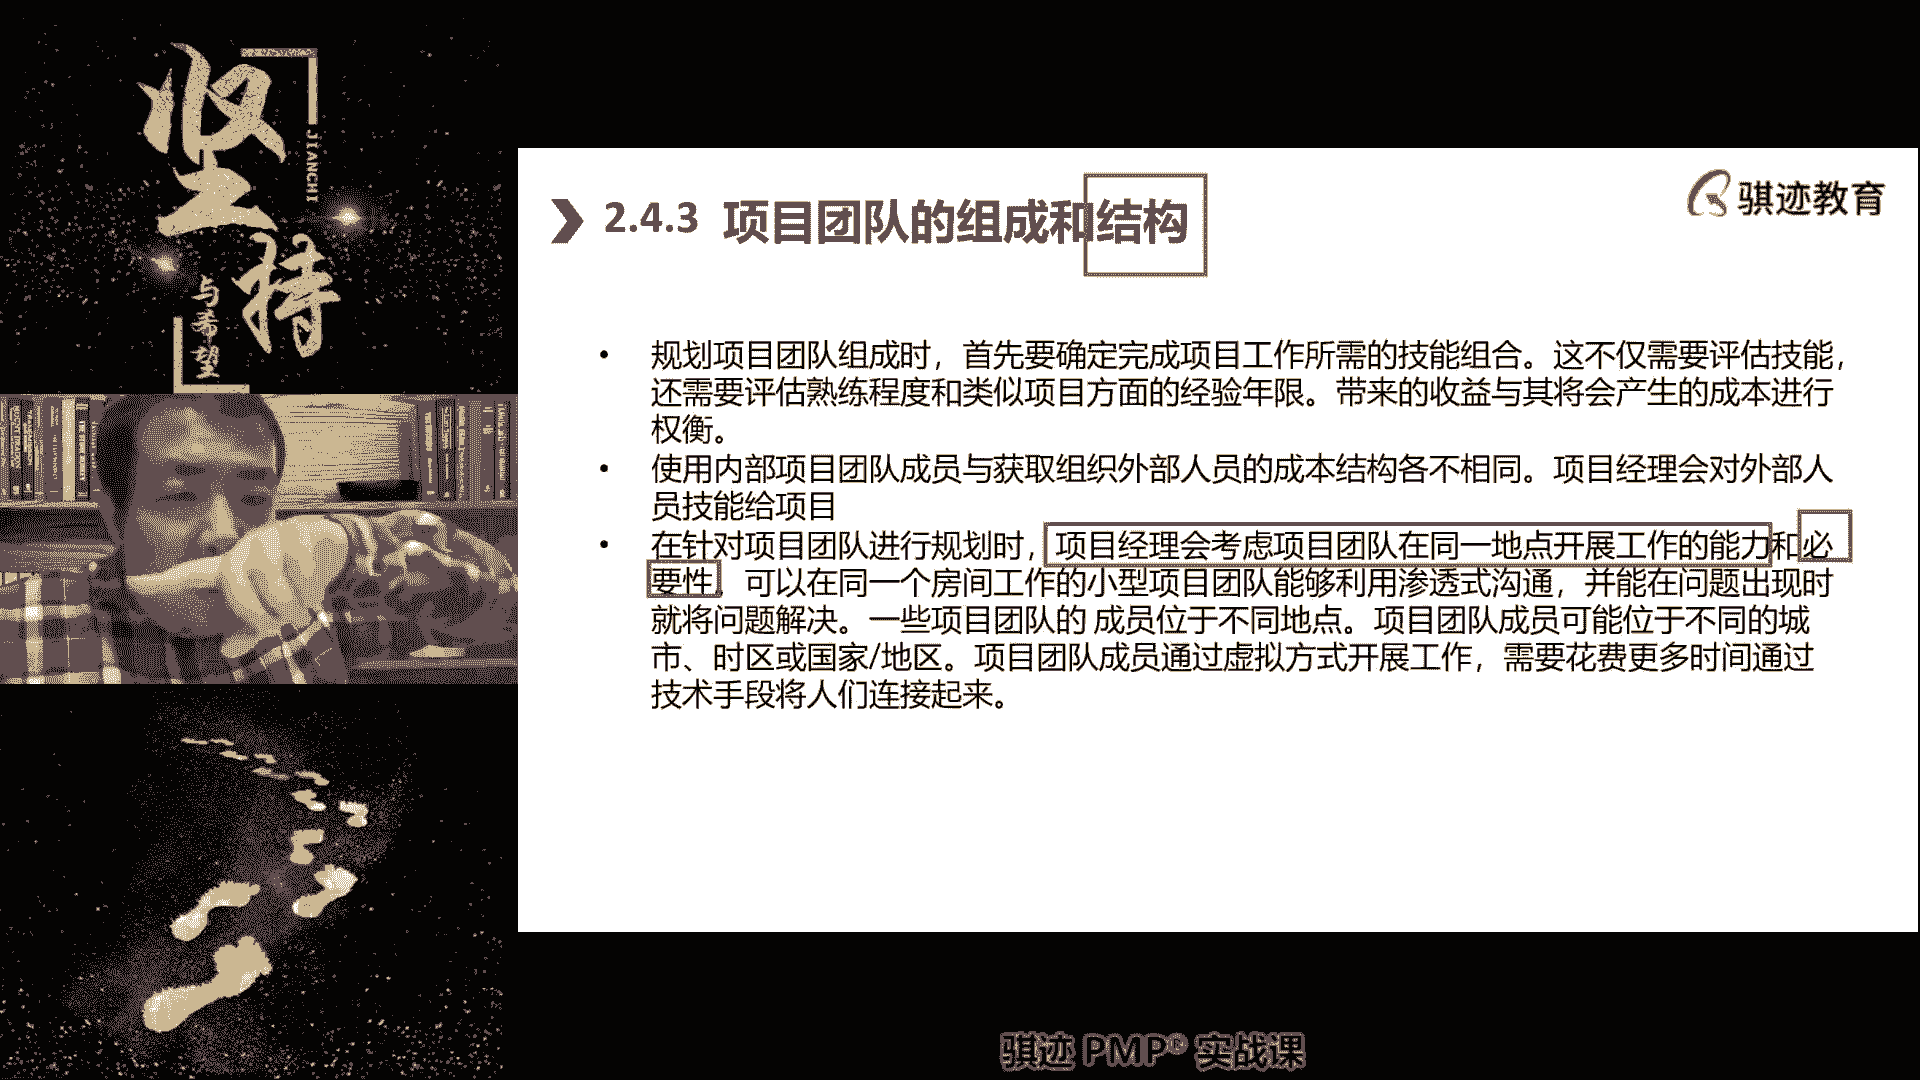 坚持
JIANCHI
与希望
2.4.3 项目团队的组成和结构
骐迹教育
• 规划项目团队组成时，首先要确定完成项目工作所需的技能组合。这不仅需要评估技能，
还需要评估熟练程度和类似项目方面的经验年限。带来的收益与其将会产生的成本进行
权衡。
• 使用内部项目团队成员与获取组织外部人员的成本结构各不相同。项目经理会对外部人
员技能给项目
• 在针对项目团队进行规划时，项目经理会考虑项目团队在同一地点开展工作的能力和必
要性。可以在同一个房间工作的小型项目团队能够利用渗透式沟通，并能在问题出现时
就将问题解决。一些项目团队的 成员位于不同地点。项目团队成员可能位于不同的城
市、时区或国家/地区。项目团队成员通过虚拟方式开展工作，需要花费更多时间通过
技术手段将人们连接起来。
骐迹 PMP® 实战课